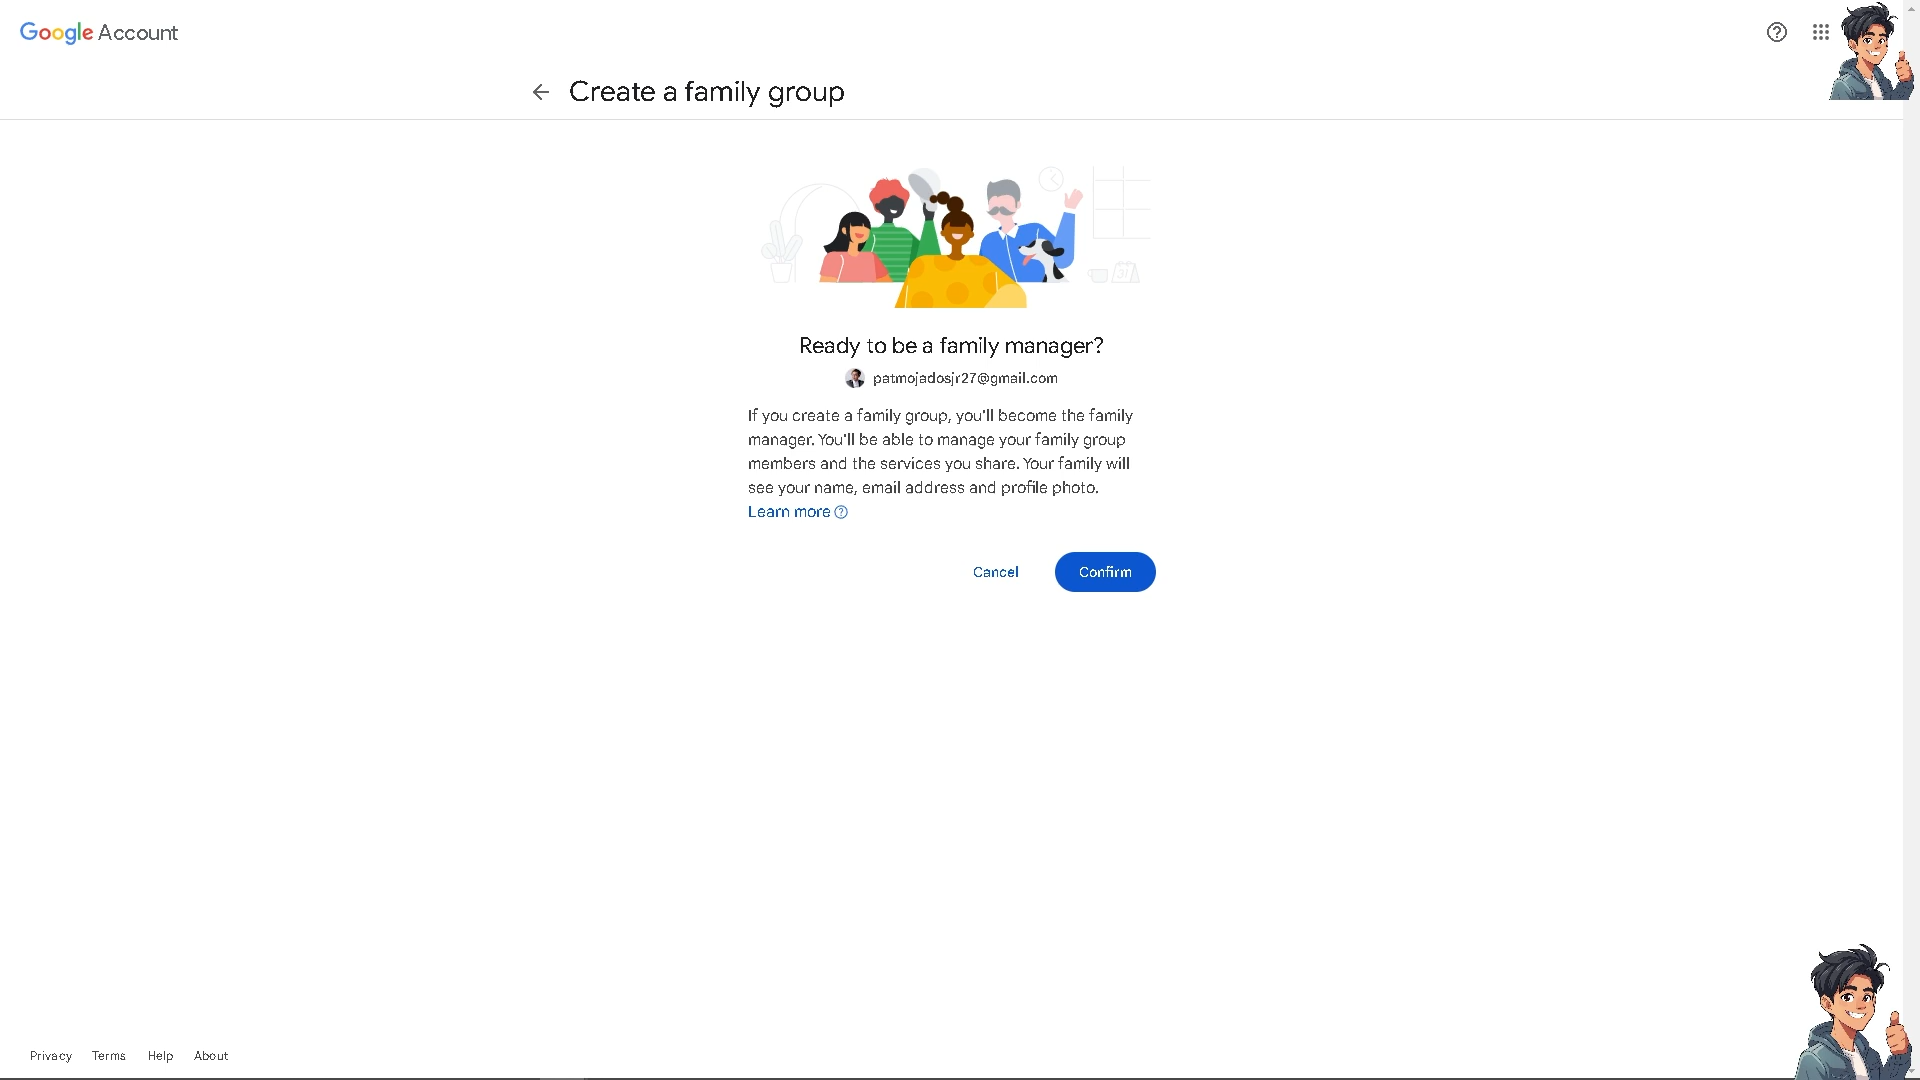 Google Account
Create a family group
Ready to be a family manager?
patmojadosjr27@gmail.com
If you create a family group, you'll become the family
manager. You'll be able to manage your family group
members and the services you share. Your family will
see your name, email address and profile photo.
Learn more
Cancel
Confirm
Privacy
Terms
Help
About
31